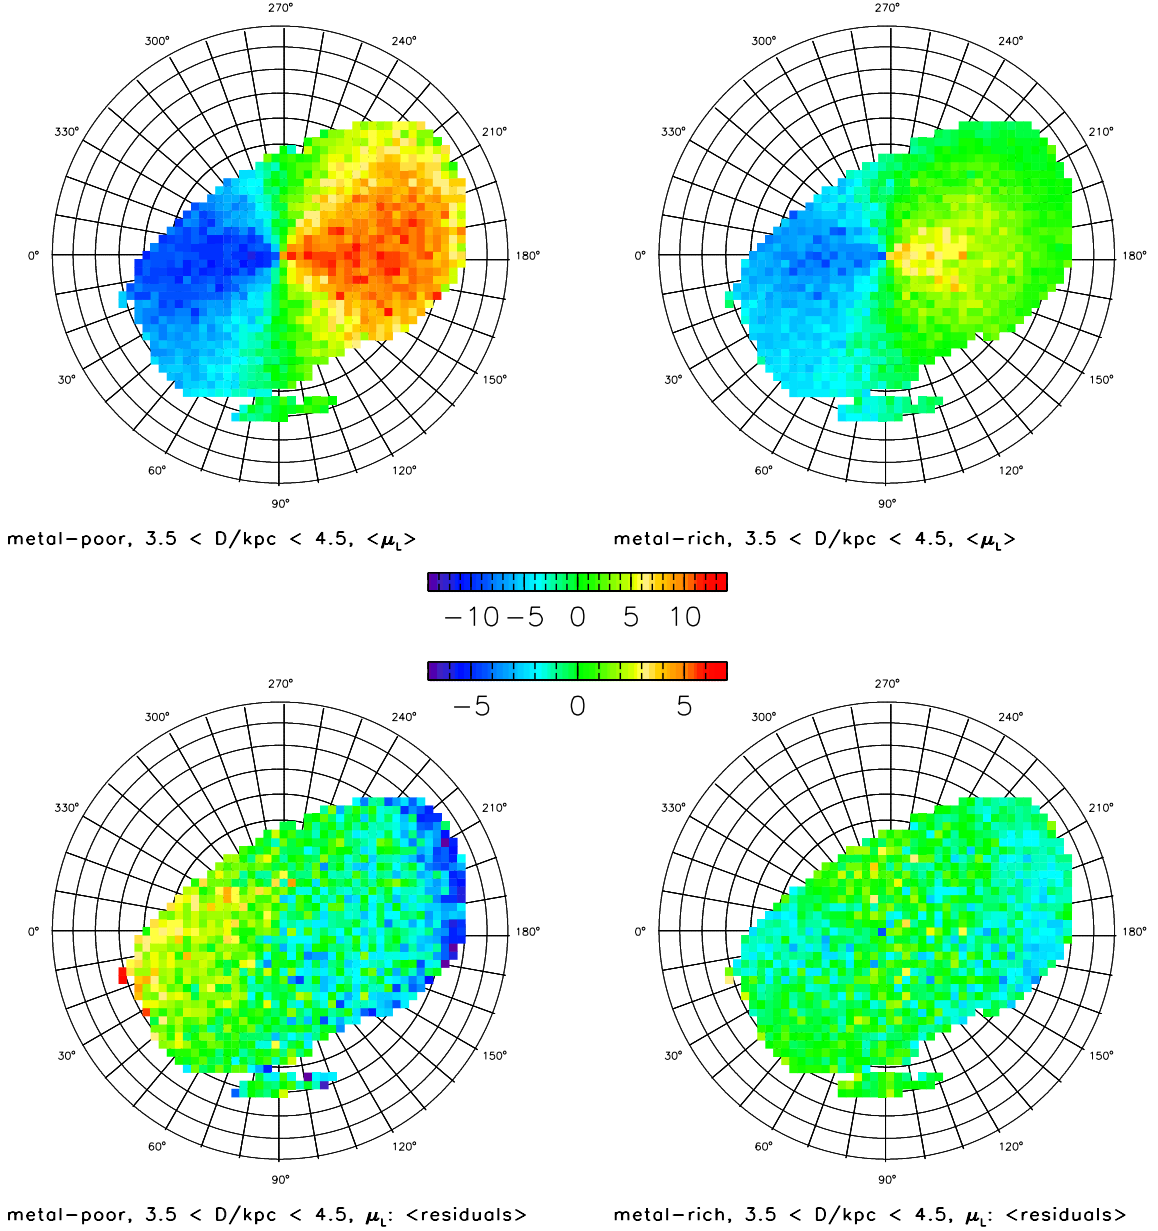 270° 270°
300° 240° 300° 240°
330° 210° 330° 210°
0° 180° 0° 180°
30° 150° 30° 150°
60° 120° 60° 120°
90° 90°
metal-poor, 3.5 < D/kpc < 4.5, <μL>
metal-rich, 3.5 < D/kpc < 4.5, <μL>
-10 -5 0 5 10
-5 0 5
270° 270°
300° 240° 300° 240°
330° 210° 330° 210°
0° 180° 0° 180°
30° 150° 30° 150°
60° 120° 60° 120°
90° 90°
metal-poor, 3.5 < D/kpc < 4.5, μL: <residuals>
metal-rich, 3.5 < D/kpc < 4.5, μL: <residuals>